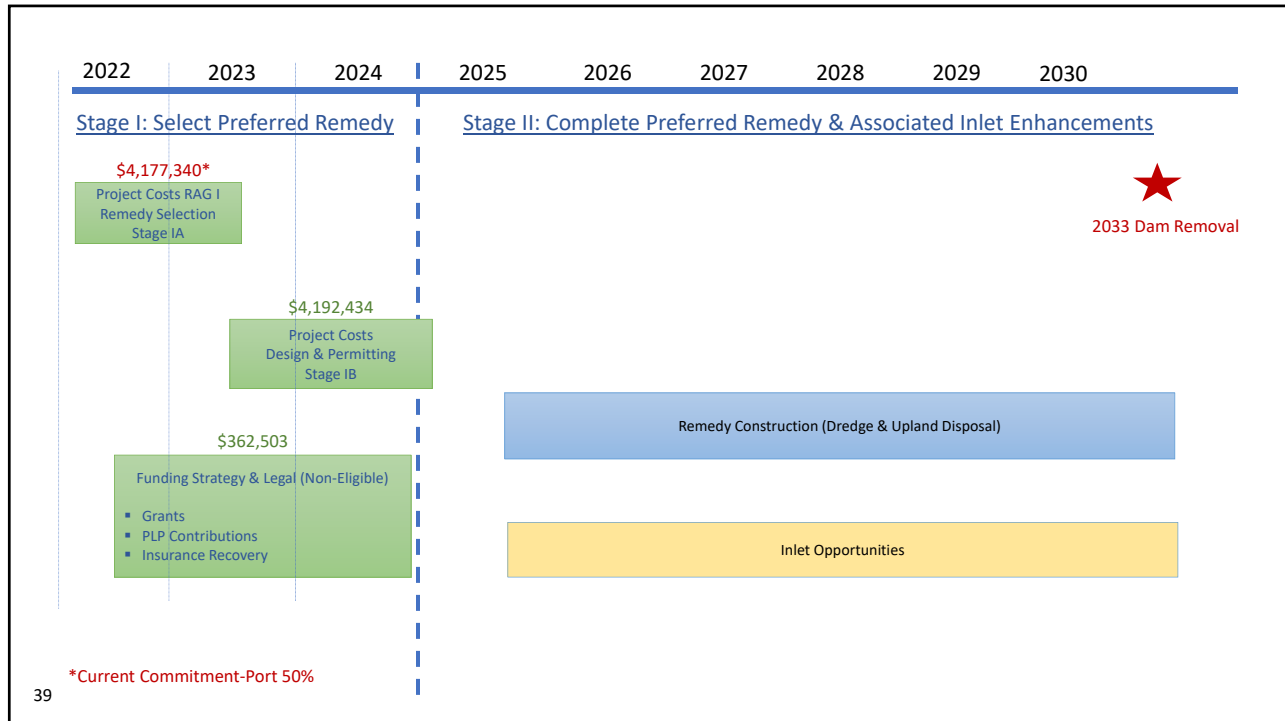 2022 2023 2024 2025 2026 2027 2028 2029 2030
Stage I: Select Preferred Remedy
Stage II: Complete Preferred Remedy & Associated Inlet Enhancements
$4,177,340*
Project Costs RAG I
Remedy Selection
Stage IA
2033 Dam Removal
$4,192,434
Project Costs
Design & Permitting
Stage IB
Remedy Construction (Dredge & Upland Disposal)
$362,503
Funding Strategy & Legal (Non-Eligible)
▪ Grants
▪ PLP Contributions
▪ Insurance Recovery
Inlet Opportunities
*Current Commitment-Port 50%
39